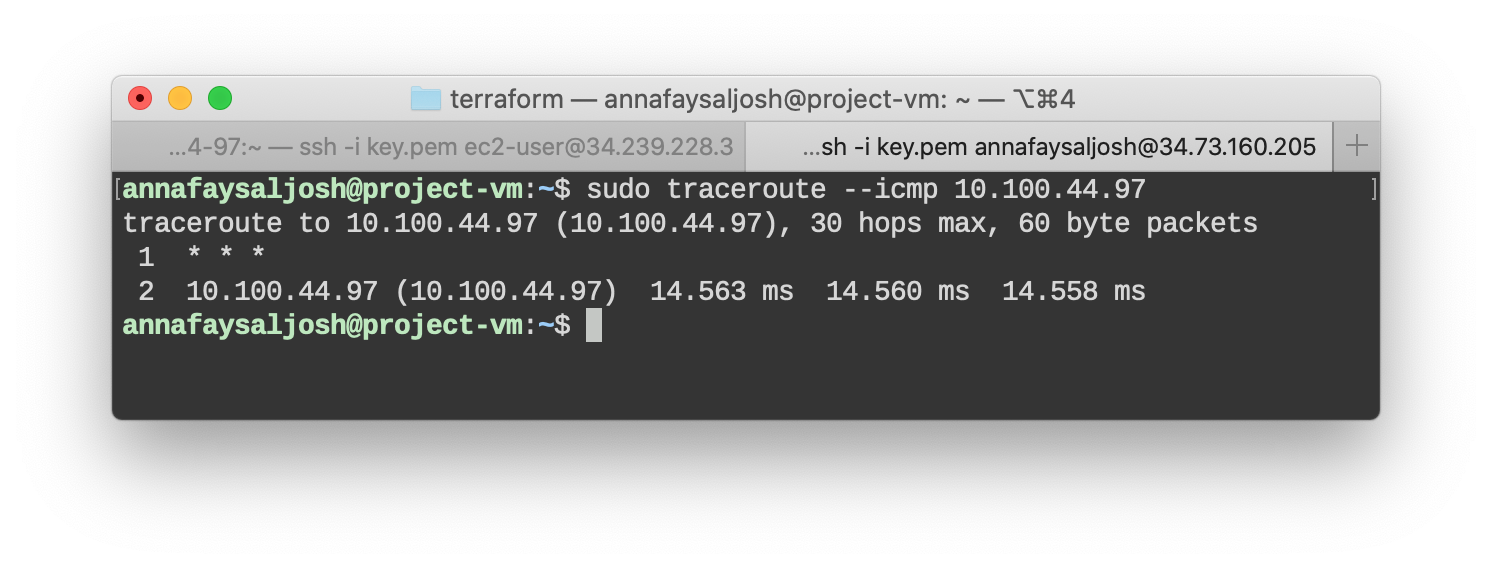 terraform — annafaysaljosh@project-vm: ~ — ⌥⌘4
...4-97:~ — ssh -i key.pem ec2-user@34.239.228.3
...sh -i key.pem annafaysaljosh@34.73.160.205 +
[annafaysaljosh@project-vm:~$ sudo traceroute --icmp 10.100.44.97 ]
traceroute to 10.100.44.97 (10.100.44.97), 30 hops max, 60 byte packets
1 * * *
2 10.100.44.97 (10.100.44.97) 14.563 ms 14.560 ms 14.558 ms
annafaysaljosh@project-vm:~$